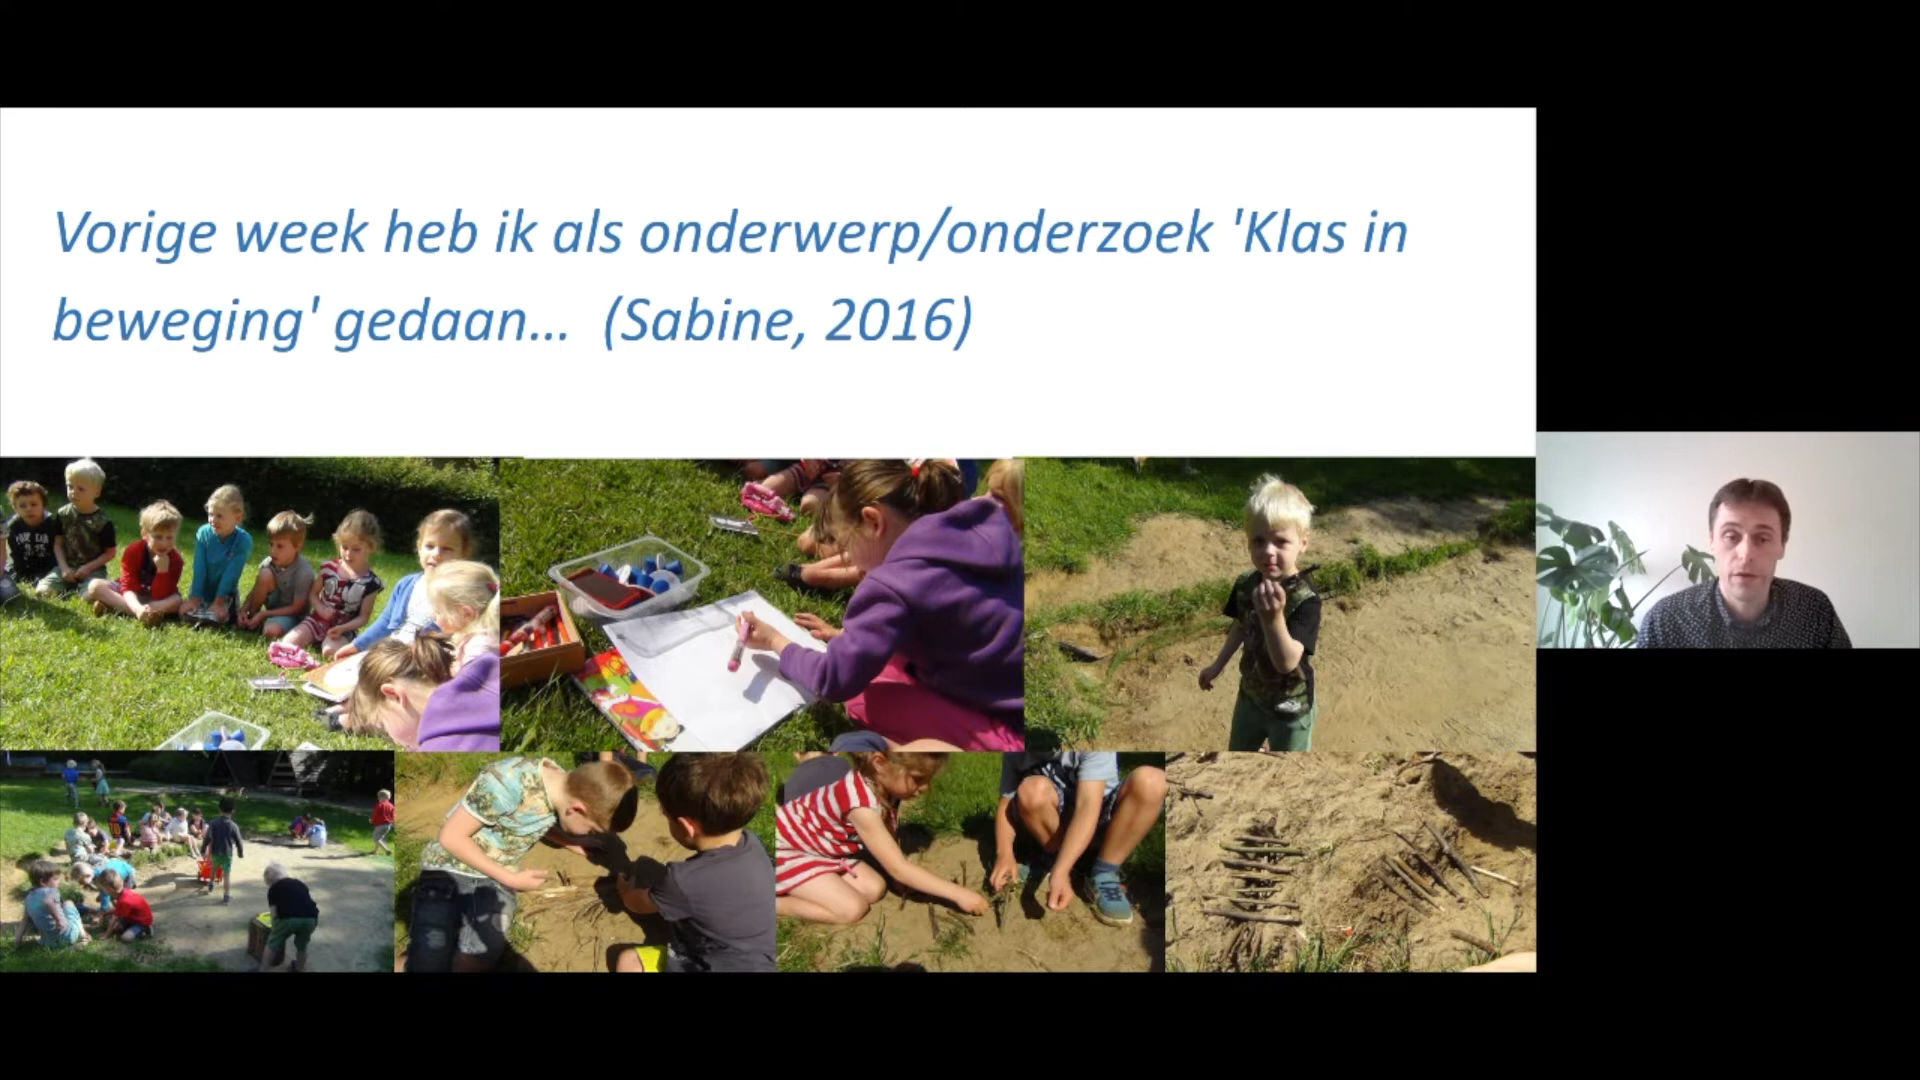 Vorige week heb ik als onderwerp/onderzoek 'Klas in
beweging' gedaan… (Sabine, 2016)